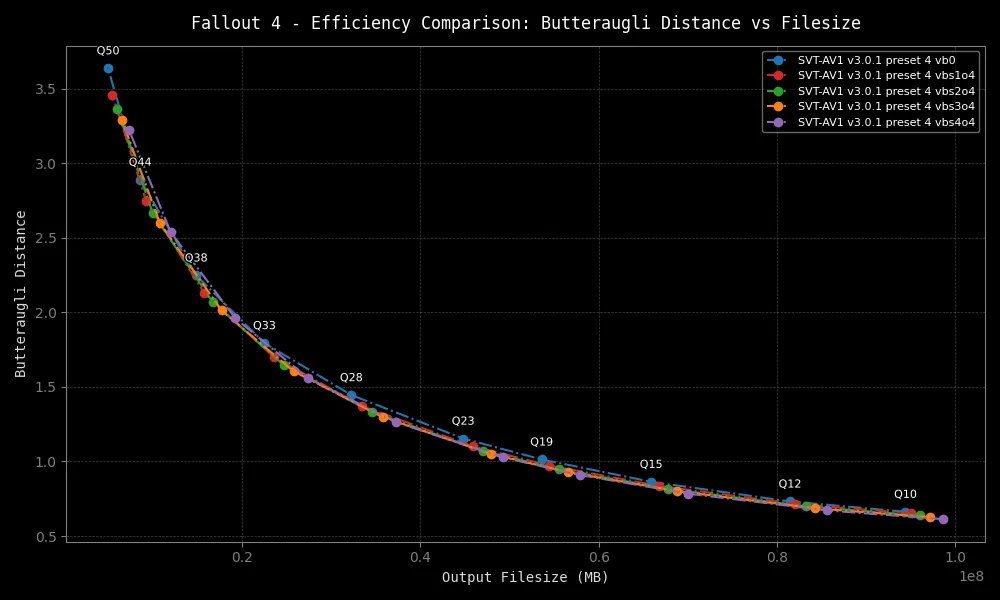 Fallout 4 - Efficiency Comparison: Butteraugli Distance vs Filesize
Q50
SVT-AV1 v3.0.1 preset 4 vb0
SVT-AV1 v3.0.1 preset 4 vbs1o4
SVT-AV1 v3.0.1 preset 4 vbs2o4
SVT-AV1 v3.0.1 preset 4 vbs3o4
SVT-AV1 v3.0.1 preset 4 vbs4o4
3.5
3.0
2.5
2.0
1.5
1.0
0.5
Butteraugli Distance
Q44
Q38
Q33
Q28
Q23
Q19
Q15
Q12
Q10
0.2
0.4
0.6
0.8
1.0
1e8
Output Filesize (MB)